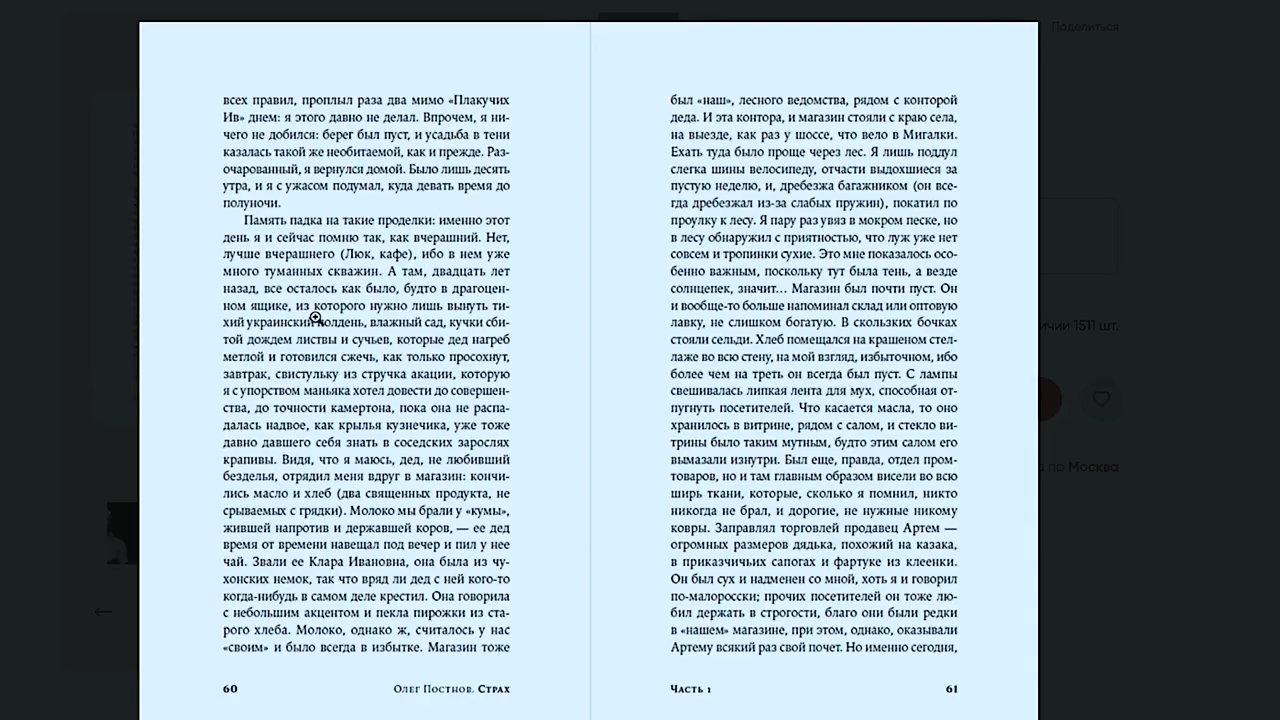 Поделиться
всех правил, проплыл раза два мимо «Плакучих
Ив» днем: я этого давно не делал. Впрочем, я ни-
чего не добился: берег был пуст, и усадьба в тени
казалась такой же необитаемой, как и прежде. Раз-
очарованный, я вернулся домой. Было лишь десять
утра, и я с ужасом подумал, куда девать время до
полуночи.
Память падка на такие проделки: именно этот
день я и сейчас помню так, как вчерашний. Нет,
лучше вчерашнего (Люк, кафе), ибо в нем уже
много туманных скважин. А там, двадцать лет
назад, все осталось как было, будто в драгоцен-
ном ящике, из которого нужно лишь вынуть ти-
хий украинский полдень, влажный сад, кучки сби-
той дождем листвы и сучьев, которые дед нагреб
метлой и готовился сжечь, как только просохнут,
завтрак, свистульку из стручка акации, которую
я с упорством маньяка хотел довести до совершен-
ства, до точности камертона, пока она не распа-
далась надвое, как крылья кузнечика, уже тоже
давно давшего себя знать в соседских зарослях
крапивы. Видя, что я маюсь, дед, не любивший
безделья, отрядил меня вдруг в магазин: кончи-
лись масло и хлеб (два священных продукта, не
срываемых с грядки). Молоко мы брали у «кумы»,
жившей напротив и державшей коров, — ее дед
время от времени навещал под вечер и пил у нее
чай. Звали ее Клара Ивановна, она была из чу-
хонских немок, так что вряд ли дед с ней кого-то
когда-нибудь в самом деле крестил. Она говорила
с небольшим акцентом и пекла пирожки из ста-
рого хлеба. Молоко, однако ж, считалось у нас
«своим» и было всегда в избытке. Магазин тоже
60
Олег Постнов. Страх
был «наш», лесного ведомства, рядом с конторой
деда. И эта контора, и магазин стояли с краю села,
на выезде, как раз у шоссе, что вело в Мигалки.
Ехать туда было проще через лес. Я лишь поддул
слегка шины велосипеду, отчасти выдохшиеся за
пустую неделю, и, дребезжа багажником (он все-
гда дребезжал из-за слабых пружин), покатил по
проулку к лесу. Я пару раз увяз в мокром песке, но
в лесу обнаружил с приятностью, что луж уже нет
совсем и тропинки сухие. Это мне показалось осо-
бенно важным, поскольку тут была тень, а везде
солнцепек, значит... Магазин был почти пуст. Он
и вообще-то больше напоминал склад или оптовую
лавку, не слишком богатую. В скользких бочках
стояли сельди. Хлеб помещался на крашеном стел-
лаже во всю стену, на мой взгляд, избыточном, ибо
более чем на треть он всегда был пуст. С лампы
свешивалась липкая лента для мух, способная от-
пугнуть посетителей. Что касается масла, то оно
хранилось в витрине, рядом с салом, и стекло ви-
трины было таким мутным, будто этим салом его
вымазали изнутри. Был еще, правда, отдел пром-
товаров, но и там главным образом висели во всю
ширь ткани, которые, сколько я помнил, никто
никогда не брал, и дорогие, не нужные никому
ковры. Заправлял торговлей продавец Артем —
огромных размеров дядька, похожий на казака,
в приказчичьих сапогах и фартуке из клеенки.
Он был сух и надменен со мной, хоть я и говорил
по-малоросски; прочих посетителей он тоже лю-
бил держать в строгости, благо они были редки
в «нашем» магазине, при этом, однако, оказывали
Артему всякий раз свой почет. Но именно сегодня,
Часть 1
61
ичии 1511 шт.
по Москва